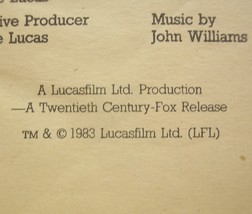 ive Producer
Music by
e Lucas
John Williams
A Lucasfilm Ltd. Production
—A Twentieth Century-Fox Release
TM & © 1983 Lucasfilm Ltd. (LFL)